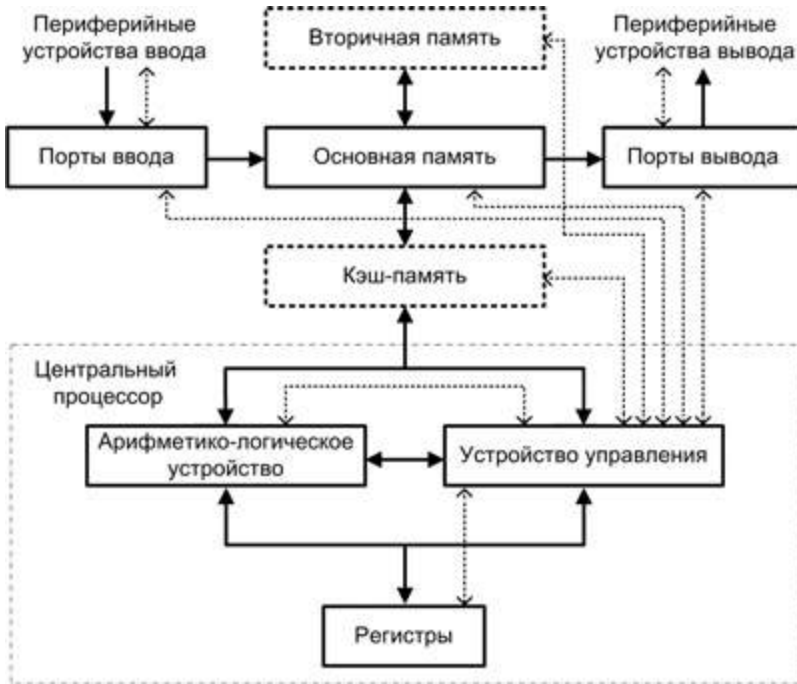 Периферийные
устройства ввода
Вторичная память
Периферийные
устройства вывода
Порты ввода
Основная память
Порты вывода
Кэш-память
Центральный
процессор
Арифметико-логическое
устройство
Устройство управления
Регистры